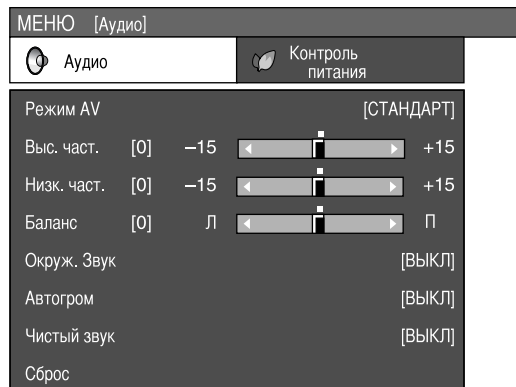 МЕНЮ [Аудио]
Аудио
Контроль
питания
Режим AV [СТАНДАРТ]
Выс. част. [0] –15 +15
Низк. част. [0] –15 +15
Баланс [0] Л П
Окруж. Звук [ВЫКЛ]
Автогром [ВЫКЛ]
Чистый звук [ВЫКЛ]
Сброс